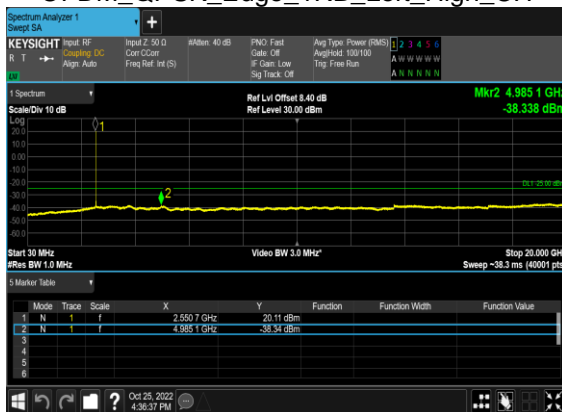 Spectrum Analyzer 1
Swept SA
+
KEYSIGHT
R T
LU
Input: RF
Coupling: DC
Align: Auto
Input Z: 50 Ω
Corr CCorr
Freq Ref: Int (S)
#Atten: 40 dB
PNO: Fast
Gate: Off
IF Gain: Low
Sig Track: Off
Avg Type: Power (RMS)
Avg|Hold: 100/100
Trig: Free Run
1 2 3 4 5 6
A W W W W W
A N N N N N
1 Spectrum
Scale/Div 10 dB
Log
Ref Lvl Offset 8.40 dB
Ref Level 30.00 dBm
Mkr2 4.985 1 GHz
-38.338 dBm
20.0
10.0
0.00
-10.0
-20.0
-30.0
-40.0
-50.0
-60.0
1
2
DL1 -25.00 dBm
Start 30 MHz
#Res BW 1.0 MHz
Video BW 3.0 MHz*
Stop 20.000 GHz
Sweep ~38.3 ms (40001 pts)
5 Marker Table
Mode Trace Scale X Y Function Function Width Function Value
1 N 1 f 2.550 7 GHz 20.11 dBm
2 N 1 f 4.985 1 GHz -38.34 dBm
3
4
5
6
?
Oct 25, 2022
4:36:37 PM